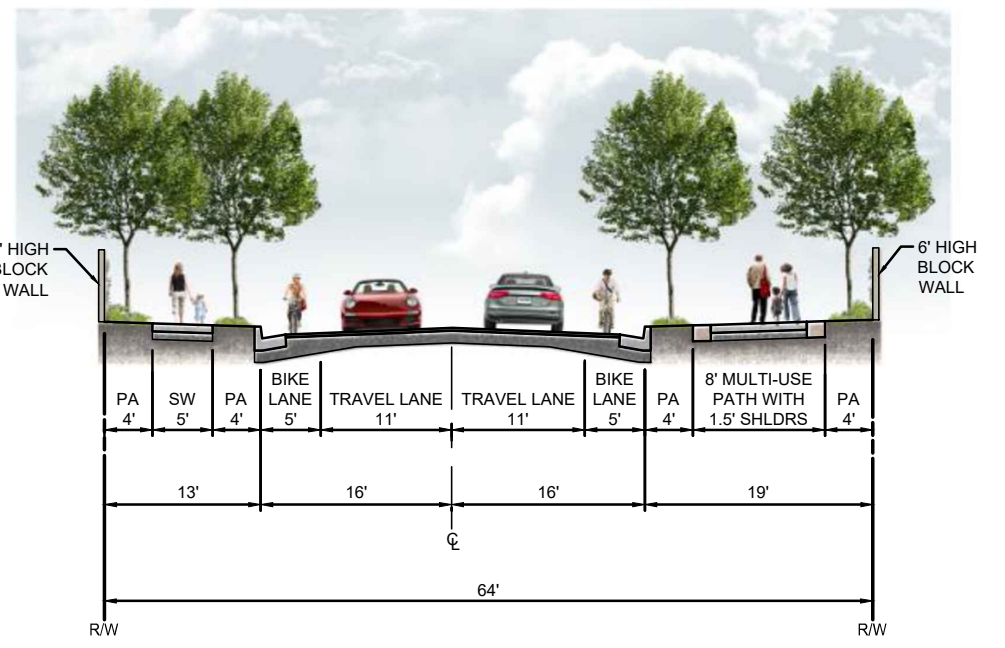 ' HIGH
BLOCK
WALL
6' HIGH
BLOCK
WALL
PA
4'
SW
5'
PA
4'
BIKE
LANE
5'
TRAVEL LANE
11'
TRAVEL LANE
11'
BIKE
LANE
5'
PA
4'
8' MULTI-USE
PATH WITH
1.5' SHLDRS
PA
4'
13'
16'
16'
19'
℄
64'
R/W
R/W